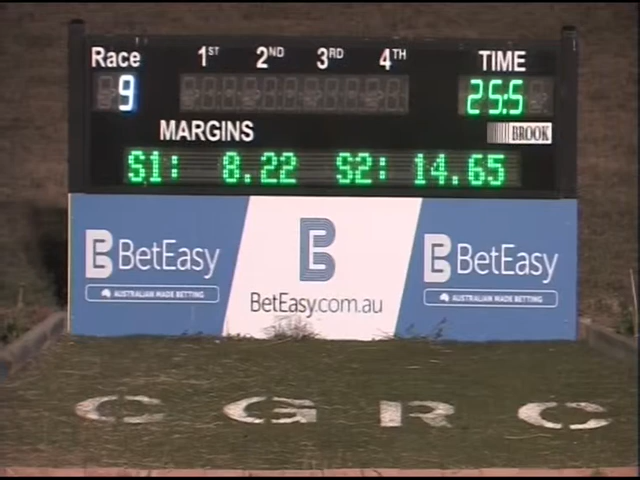 Race 1ST 2ND 3RD 4TH TIME
9 25.5
MARGINS BROOK
S1: 8.22 S2: 14.65
BetEasy BetEasy
AUSTRALIAN MADE BETTING BetEasy.com.au AUSTRALIAN MADE BETTING
C G R C